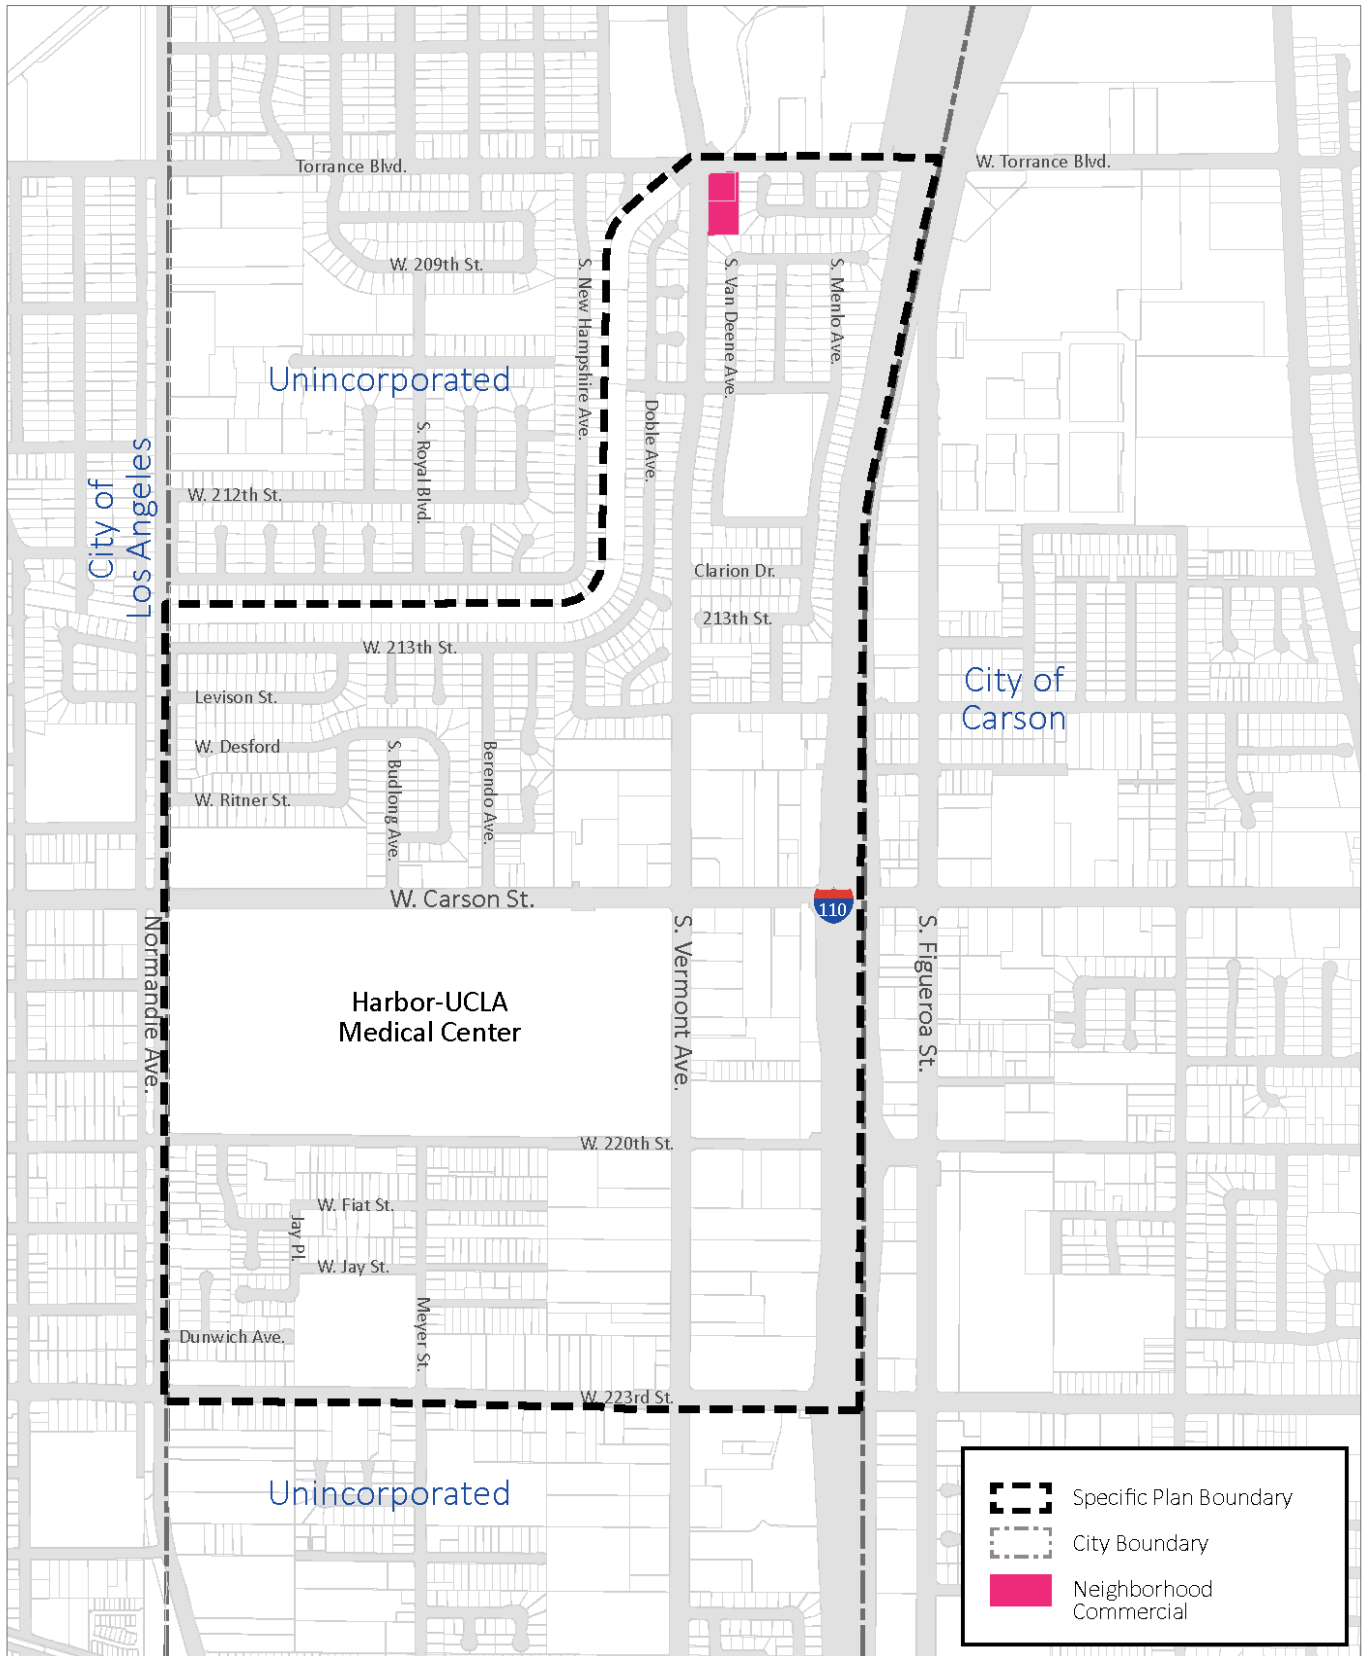 Torrance Blvd.
W. Torrance Blvd.
W. 209th St.
S. New Hampshire Ave.
S. Van Deene Ave.
S. Menlo Ave.
Unincorporated
Doble Ave.
S. Royal Blvd.
City of
Los Angeles
W. 212th St.
Clarion Dr.
213th St.
W. 213th St.
City of
Carson
Levison St.
W. Desford
S. Budlong Ave.
Berendo Ave.
W. Ritner St.
W. Carson St.
110
Normandie Ave.
S. Vermont Ave.
S. Figueroa St.
Harbor-UCLA
Medical Center
W. 220th St.
W. Fiat St.
Jay Pl.
W. Jay St.
Meyer St.
Dunwich Ave.
W. 223rd St.
Unincorporated
Specific Plan Boundary
City Boundary
Neighborhood
Commercial